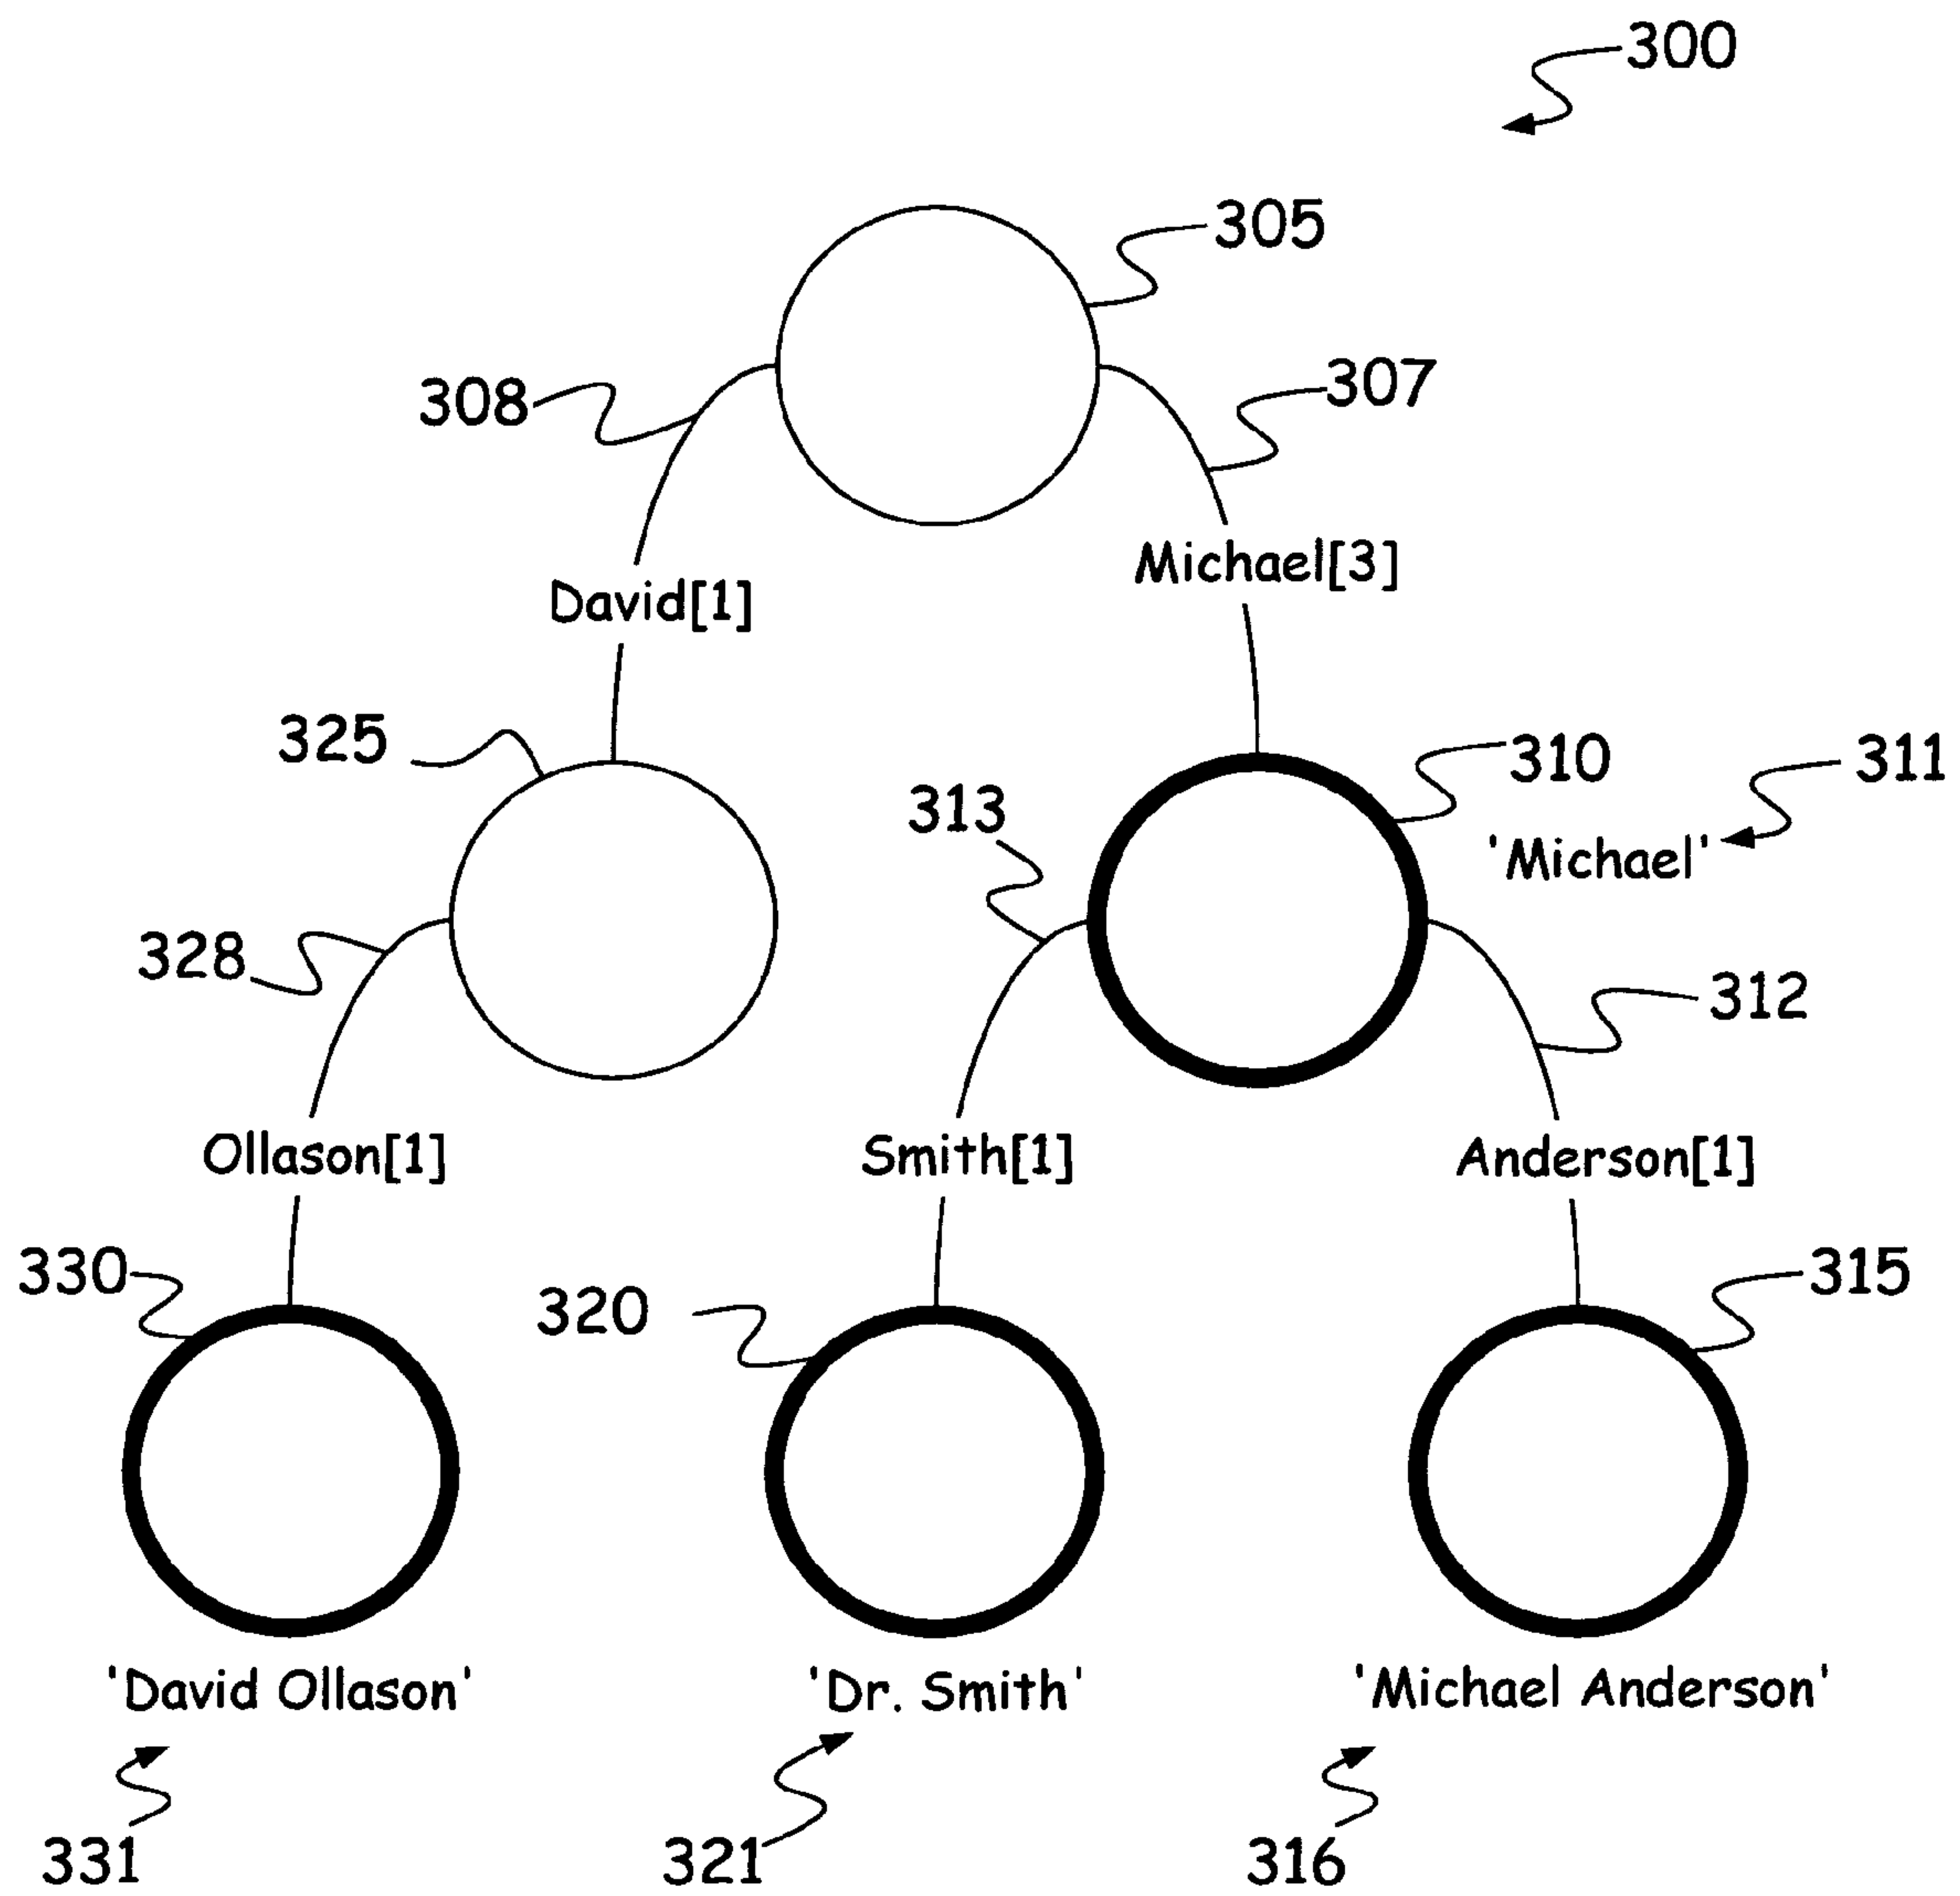 300
305
307
308
Michael[3]
David[1]
325
310
311
313
'Michael'
328
312
Ollason[1]
Smith[1]
Anderson[1]
330
320
315
'David Ollason'
'Dr. Smith'
'Michael Anderson'
331
321
316